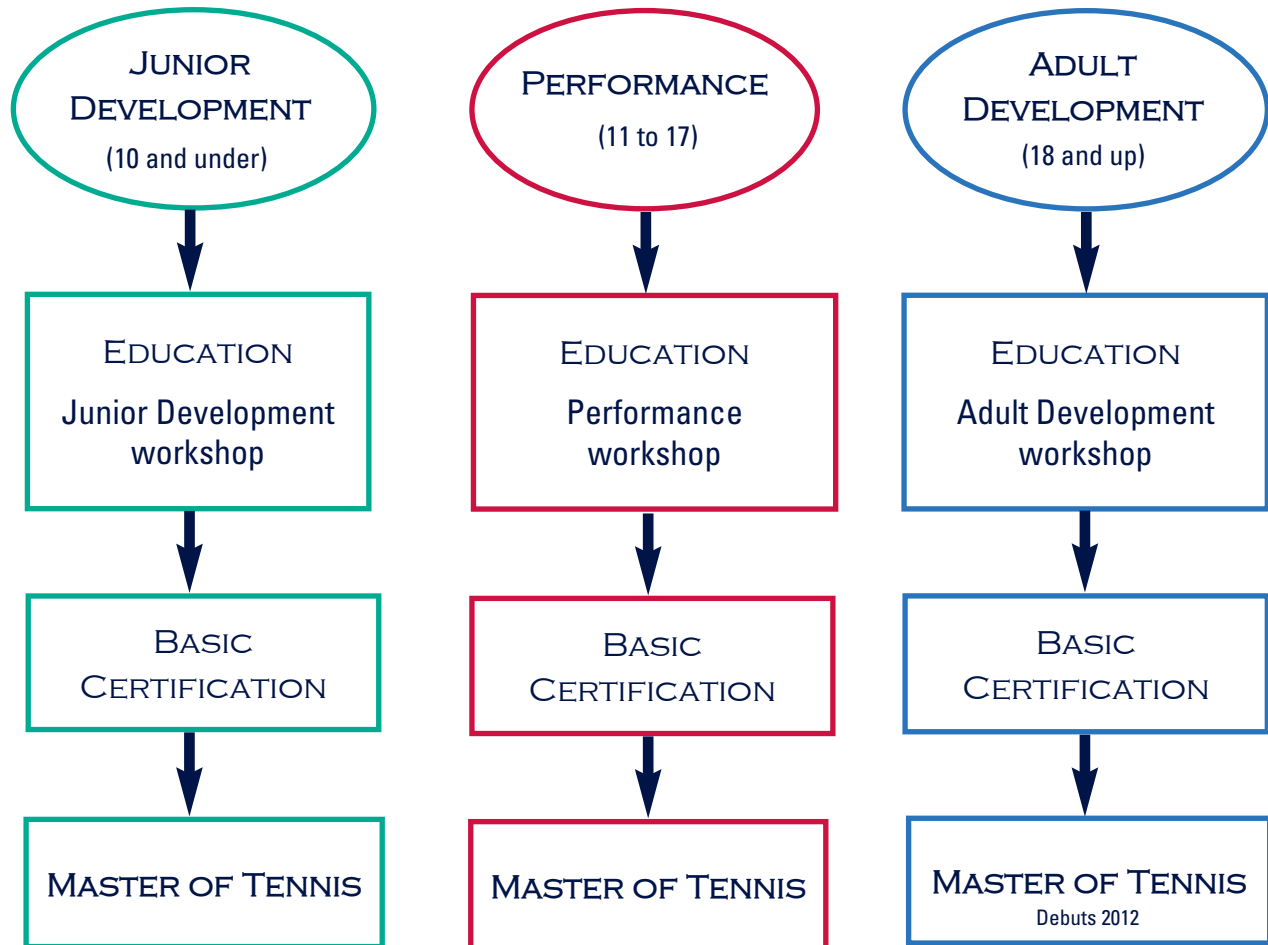 JUNIOR
DEVELOPMENT
(10 and under)
EDUCATION
Junior Development
workshop
BASIC
CERTIFICATION
MASTER OF TENNIS
PERFORMANCE
(11 to 17)
EDUCATION
Performance
workshop
BASIC
CERTIFICATION
MASTER OF TENNIS
ADULT
DEVELOPMENT
(18 and up)
EDUCATION
Adult Development
workshop
BASIC
CERTIFICATION
MASTER OF TENNIS
Debuts 2012